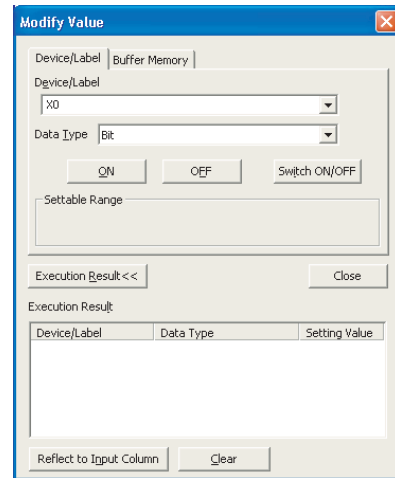 Modify Value
Device/Label Buffer Memory
Device/Label
X0
Data Type Bit
ON OFF Switch ON/OFF
Settable Range
Execution Result<< Close
Execution Result
Device/Label Data Type Setting Value
Reflect to Input Column Clear